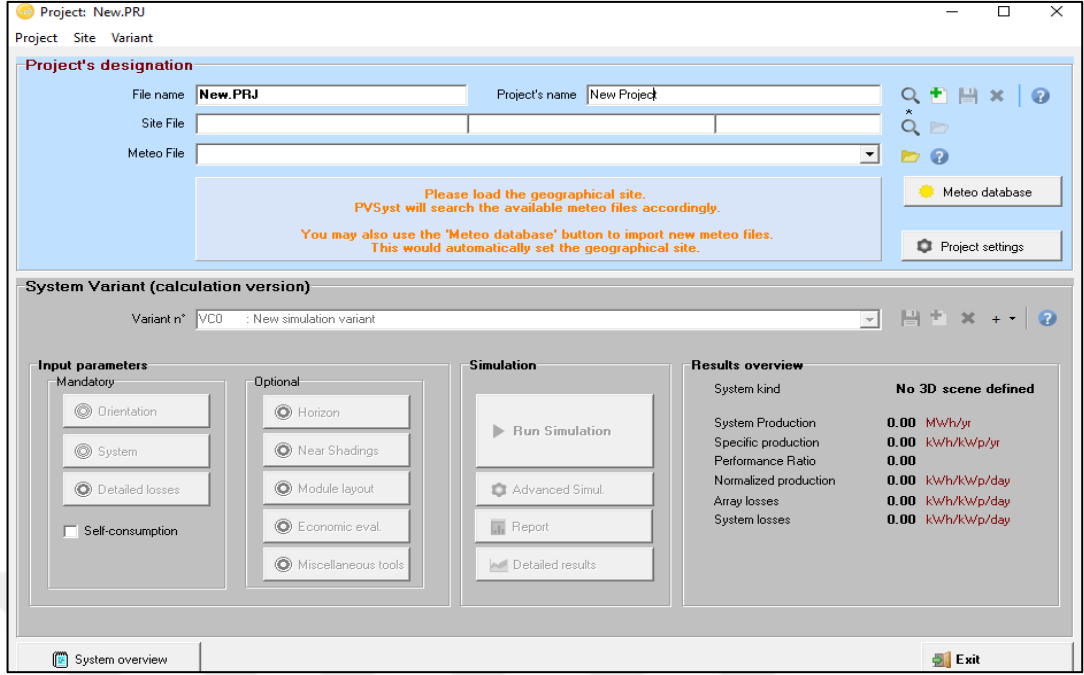 Project: New.PRJ
Project Site Variant
Project's designation
File name New.PRJ Project's name New Project
Site File
Meteo File
Please load the geographical site.
PVSyst will search the available meteo files accordingly.
You may also use the 'Meteo database' button to import new meteo files.
This would automatically set the geographical site.
Meteo database
Project settings
System Variant (calculation version)
Variant n° VC0 : New simulation variant
Input parameters
Mandatory
Orientation
System
Detailed losses
Self-consumption
Optional
Horizon
Near Shadings
Module layout
Economic eval.
Miscellaneous tools
Simulation
Run Simulation
Advanced Simul.
Report
Detailed results
Results overview
System kind No 3D scene defined
System Production 0.00 MWh/yr
Specific production 0.00 kWh/kWp/yr
Performance Ratio 0.00
Normalized production 0.00 kWh/kWp/day
Array losses 0.00 kWh/kWp/day
System losses 0.00 kWh/kWp/day
System overview
Exit